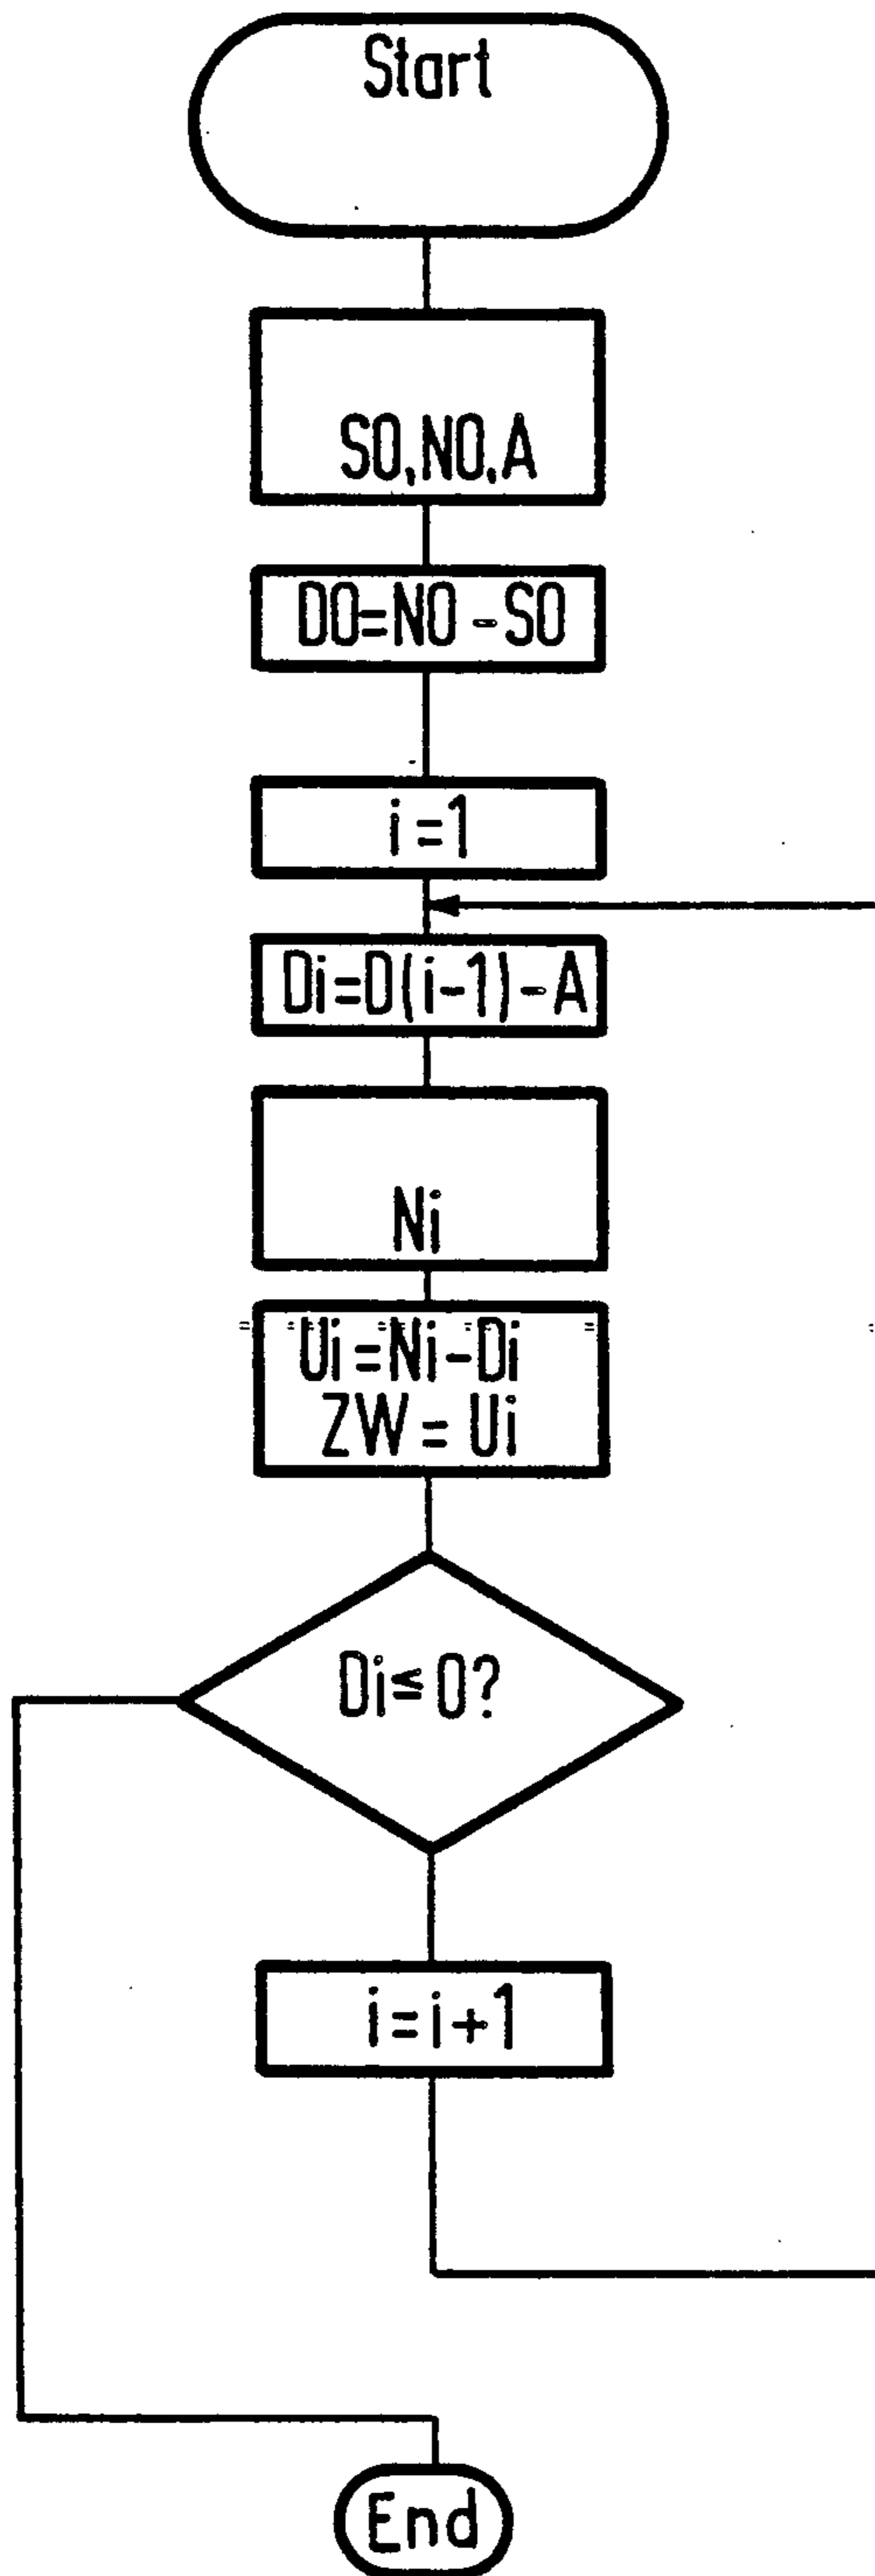 Start
S0,N0,A
D0=N0-S0
i=1
Di=D(i-1)-A
Ni
Ui=Ni-Di
ZW=Ui
Di≤0?
i=i+1
End